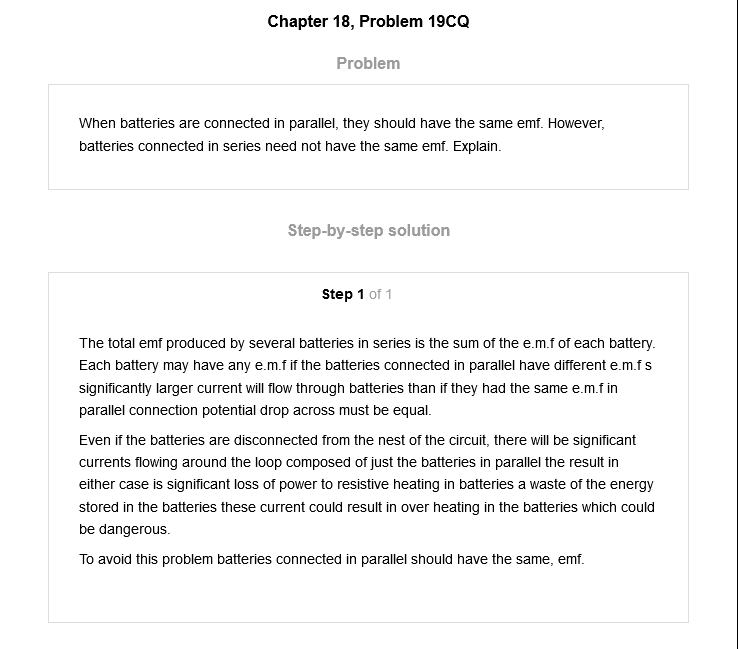 Chapter 18, Problem 19CQ
Problem
When batteries are connected in parallel, they should have the same emf. However,
batteries connected in series need not have the same emf. Explain.
Step-by-step solution
Step 1 of 1
The total emf produced by several batteries in series is the sum of the e.m.f of each battery.
Each battery may have any e.m.f if the batteries connected in parallel have different e.m.f s
significantly larger current will flow through batteries than if they had the same e.m.f in
parallel connection potential drop across must be equal.
Even if the batteries are disconnected from the nest of the circuit, there will be significant
currents flowing around the loop composed of just the batteries in parallel the result in
either case is significant loss of power to resistive heating in batteries a waste of the energy
stored in the batteries these current could result in over heating in the batteries which could
be dangerous.
To avoid this problem batteries connected in parallel should have the same, emf.